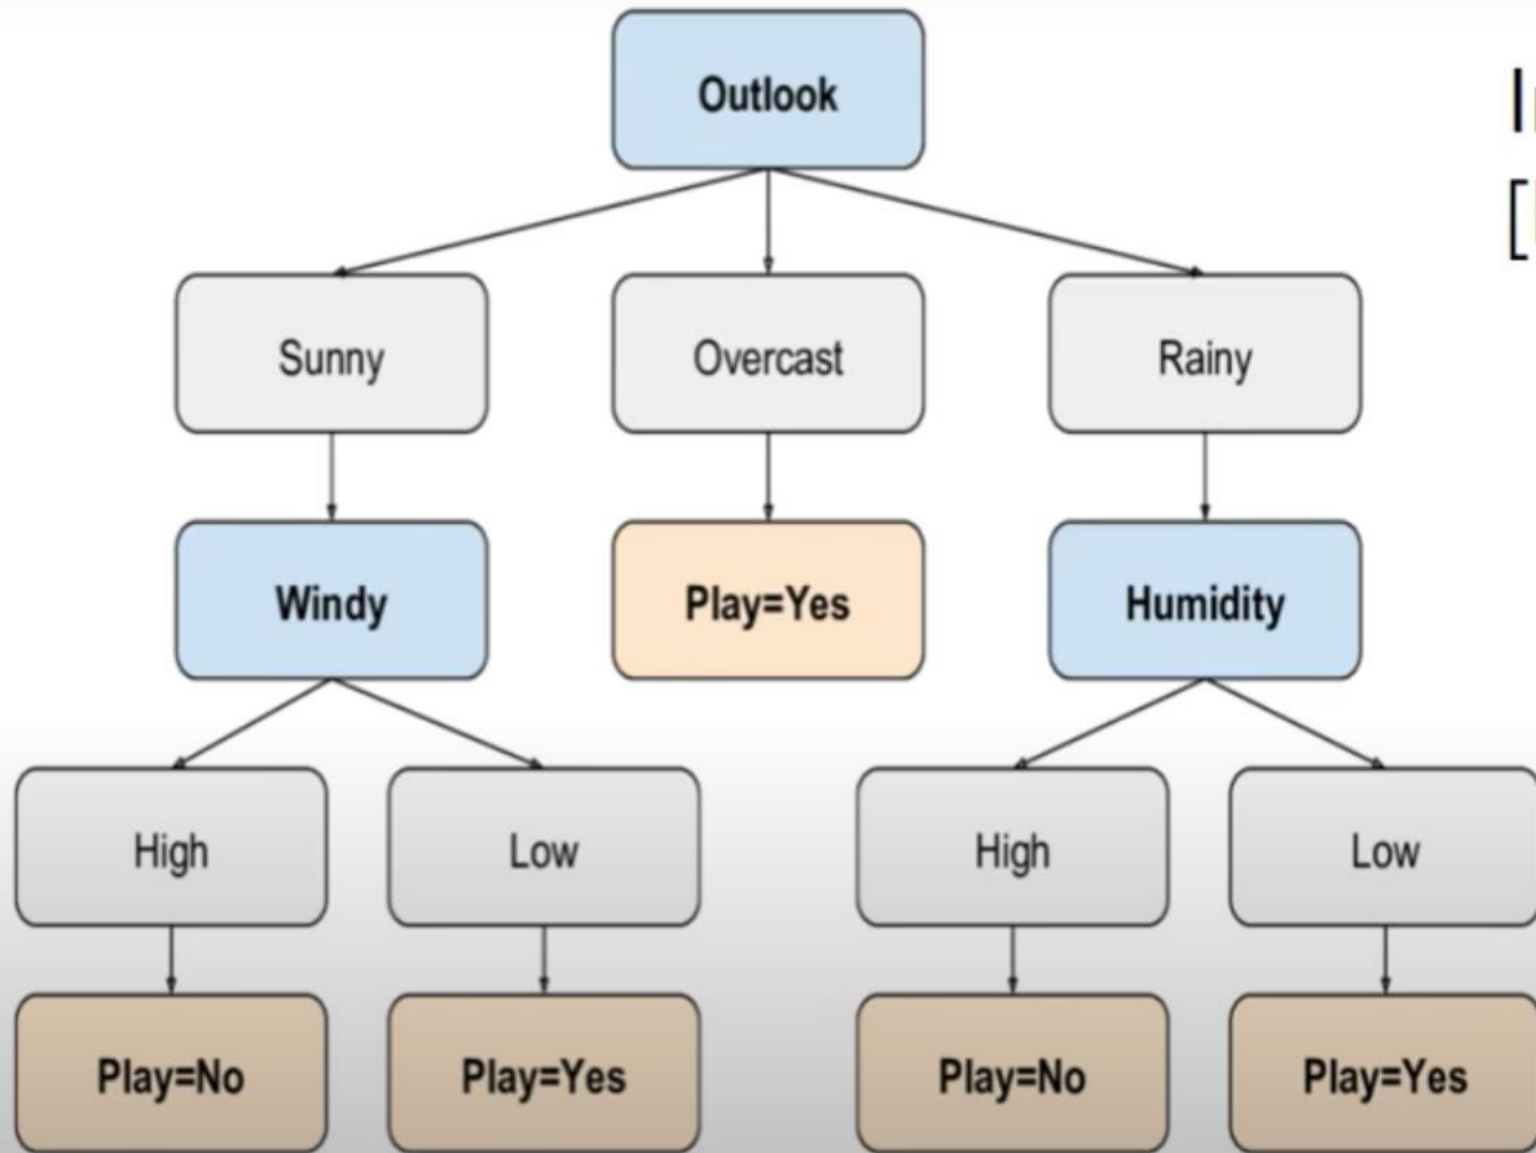 Outlook
Sunny
Overcast
Rainy
Windy
Play=Yes
Humidity
High
Low
High
Low
Play=No
Play=Yes
Play=No
Play=Yes